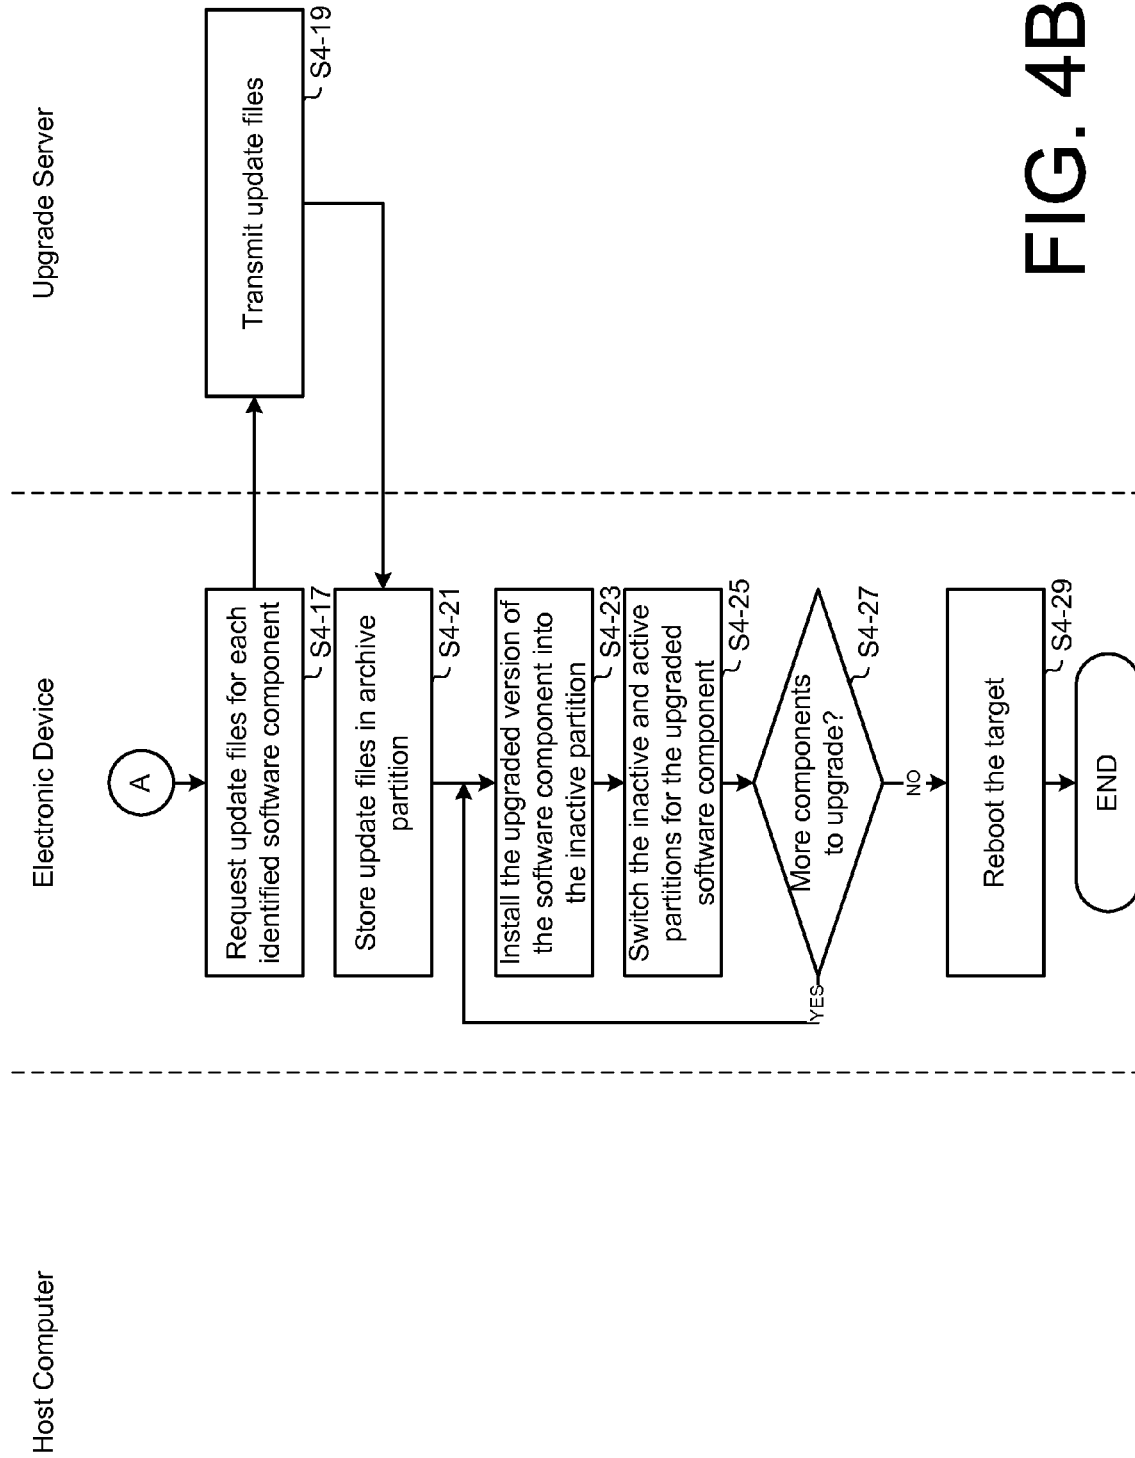 Host Computer
Electronic Device
Upgrade Server
A
Request update files for each
identified software component
S4-17
Transmit update files
S4-19
Store update files in archive
partition
S4-21
Install the upgraded version of
the software component into
the inactive partition
S4-23
Switch the inactive and active
partitions for the upgraded
software component
S4-25
More components
to upgrade?
S4-27
YES
NO
Reboot the target
S4-29
END
FIG. 4B